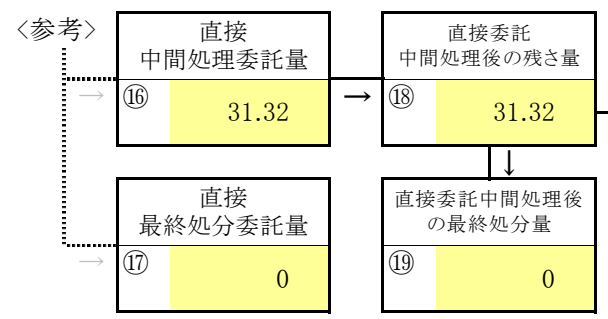 〈参考〉
直接
中間処理委託量
→
⑯
31.32
→
直接委託
中間処理後の残さ量
⑱
31.32
↓
直接
最終処分委託量
→
⑰
0
直接委託中間処理後
の最終処分量
⑲
0